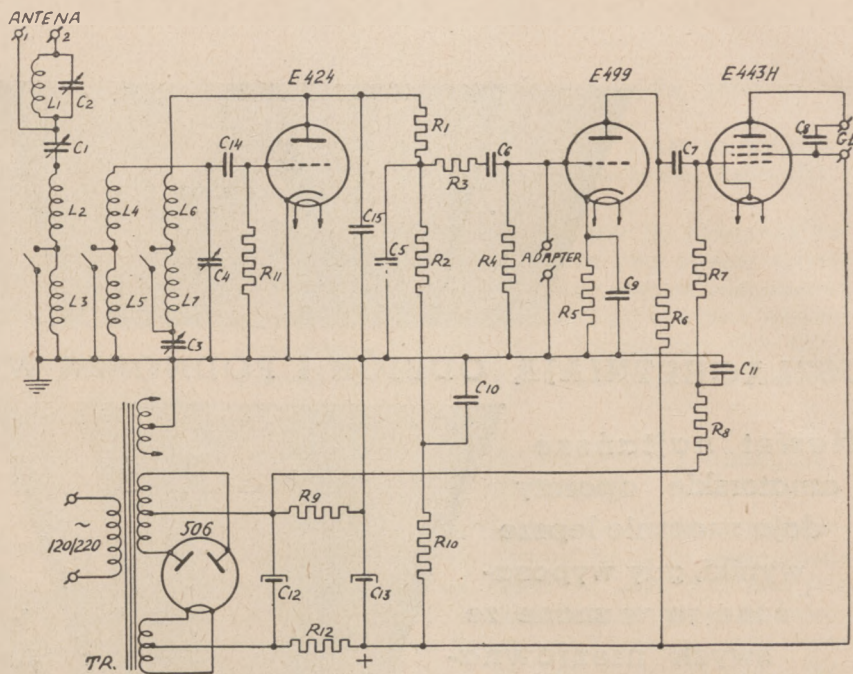 ANTENA
1 2
L1 C2
E424
E499
E443H
C1
C14
R1
C6
C7
C8
GŁ
R3
L2
L4
L6
C4
R11
C15
C5
R2
R4
ADAPTER
R5
C9
R6
R7
L3
L5
L7
C3
C10
C11
R8
~
120/220
506
R9
R10
C12
C13
R12
TR.
+